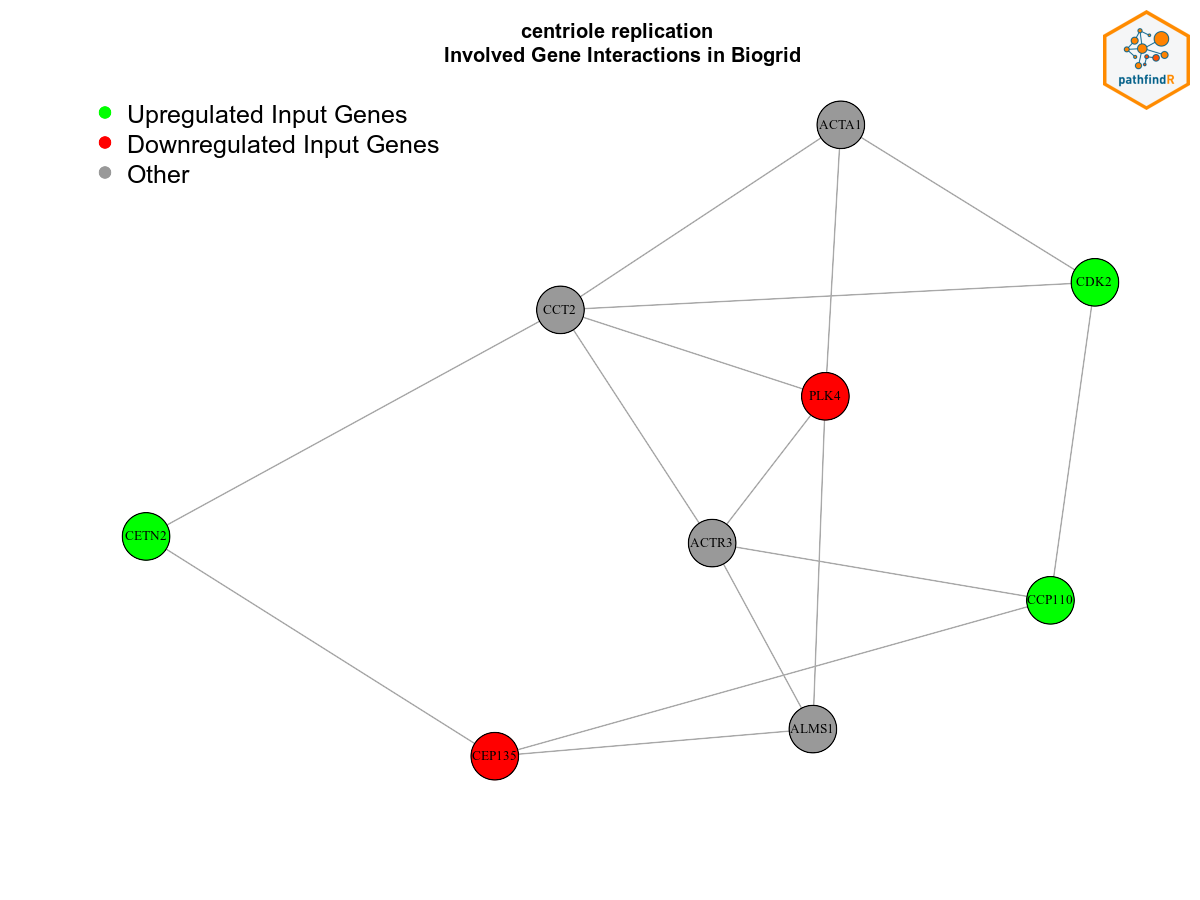 centriole replication
Involved Gene Interactions in Biogrid
pathfindR
Upregulated Input Genes
Downregulated Input Genes
Other
ACTA1
CDK2
CCT2
PLK4
CETN2
ACTR3
CCP110
ALMS1
CEP135